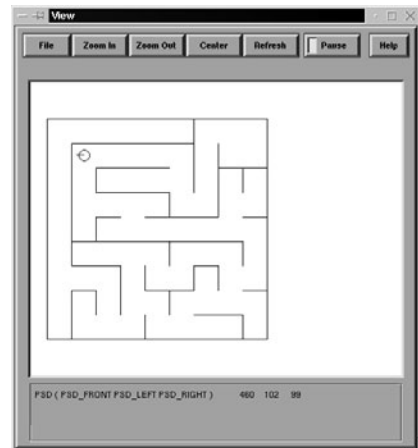 View
File Zoom In Zoom Out Center Refresh Pause Help
PSD ( PSD_FRONT PSD_LEFT PSD_RIGHT ) 460 102 99